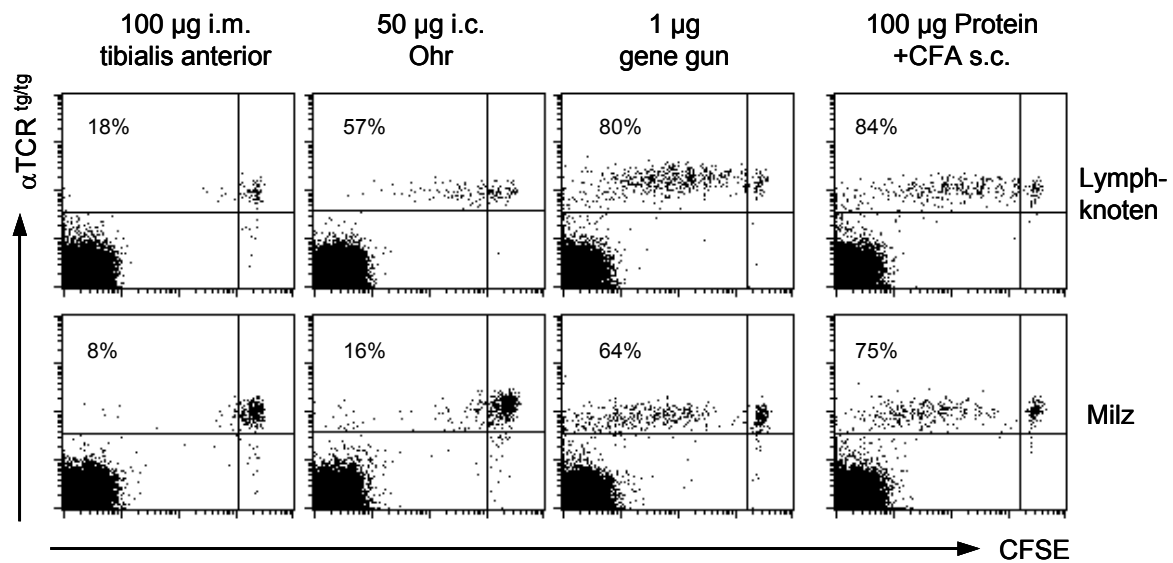 100 µg i.m.
tibialis anterior
50 µg i.c.
Ohr
1 µg
gene gun
100 µg Protein
+CFA s.c.
αTCR tg/tg
18%
57%
80%
84%
Lymph-
knoten
8%
16%
64%
75%
Milz
CFSE